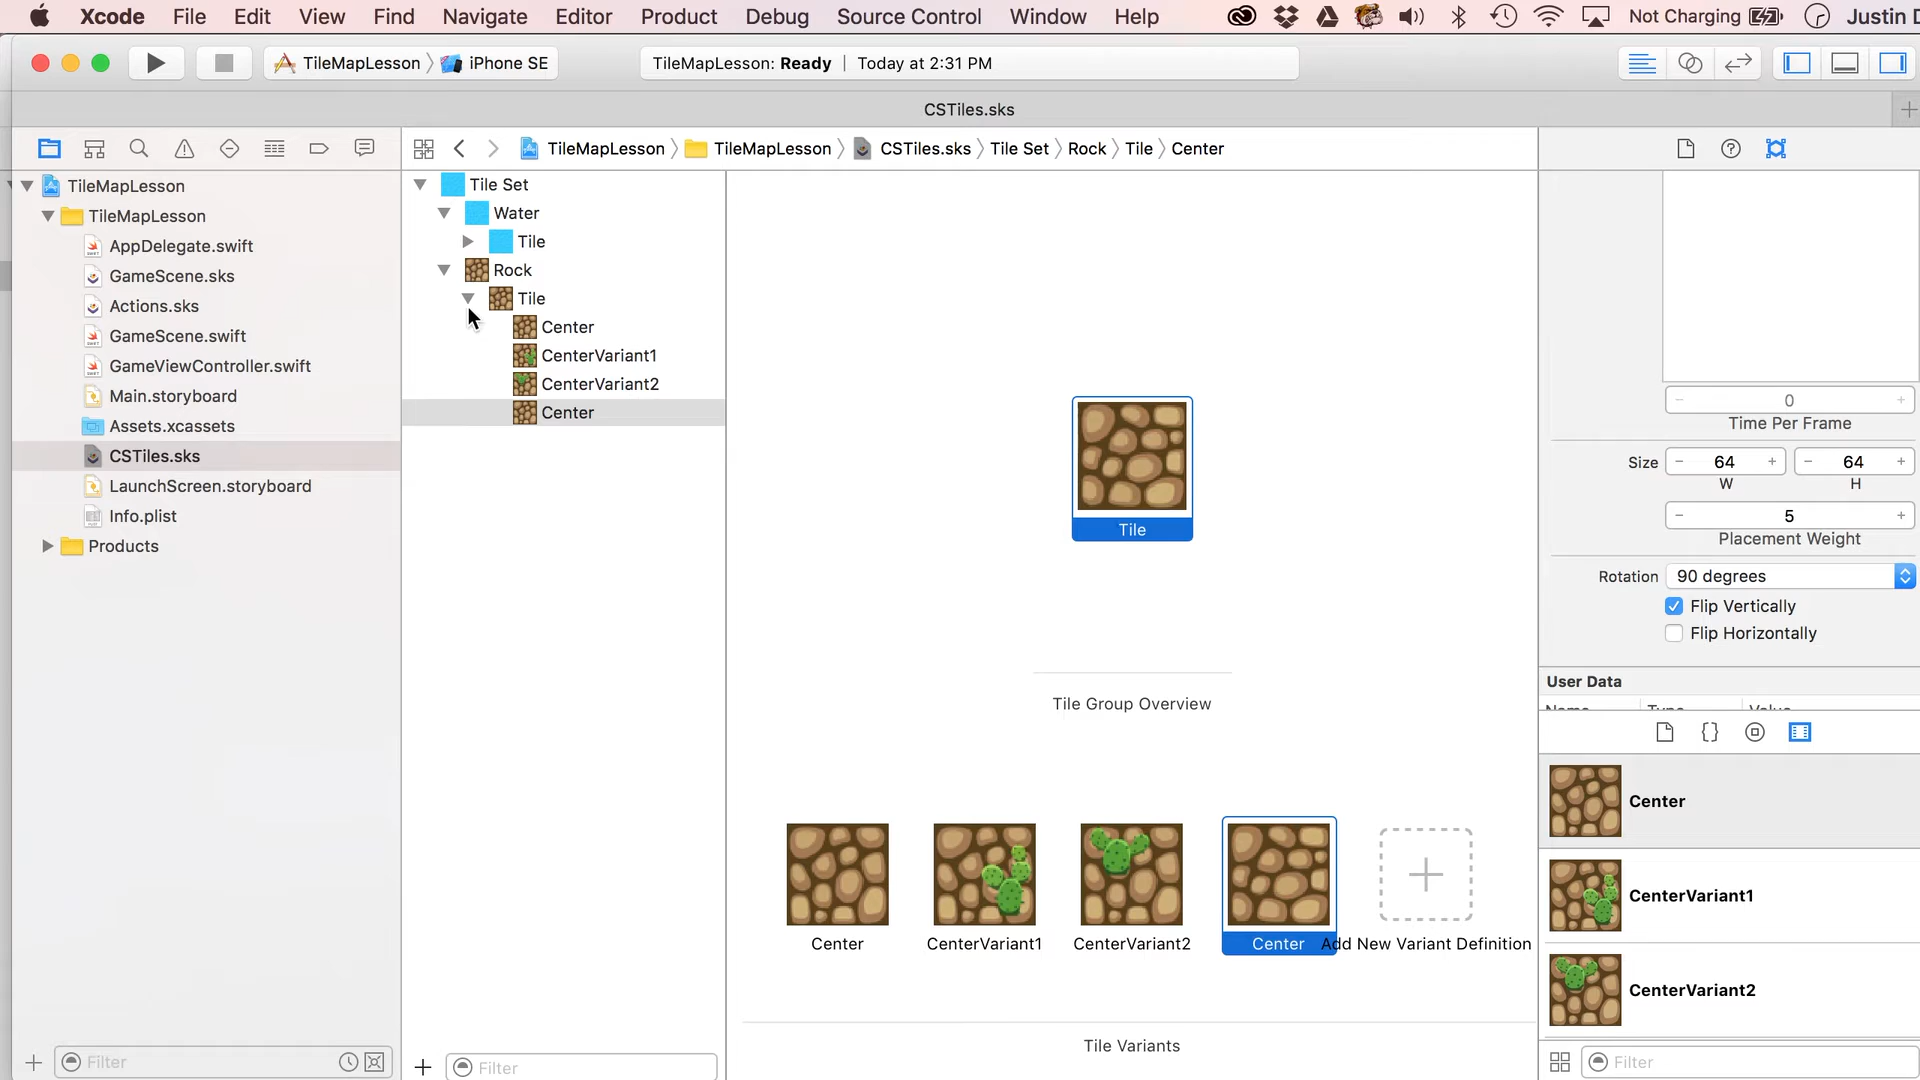 Xcode File Edit View Find Navigate Editor Product Debug Source Control Window Help Not Charging Justin D
TileMapLesson iPhone SE TileMapLesson: Ready | Today at 2:31 PM
CSTiles.sks
TileMapLesson TileMapLesson CSTiles.sks Tile Set Rock Tile Center
TileMapLesson
TileMapLesson
AppDelegate.swift
GameScene.sks
Actions.sks
GameScene.swift
GameViewController.swift
Main.storyboard
Assets.xcassets
CSTiles.sks
LaunchScreen.storyboard
Info.plist
Products
Filter
Tile Set
Water
Tile
Rock
Tile
Center
CenterVariant1
CenterVariant2
Center
Filter
Tile
Tile Group Overview
Center CenterVariant1 CenterVariant2 Center Add New Variant Definition
Tile Variants
0
Time Per Frame
Size 64 64
W H
5
Placement Weight
Rotation 90 degrees
Flip Vertically
Flip Horizontally
User Data
Name Type Value
Center
CenterVariant1
CenterVariant2
Filter